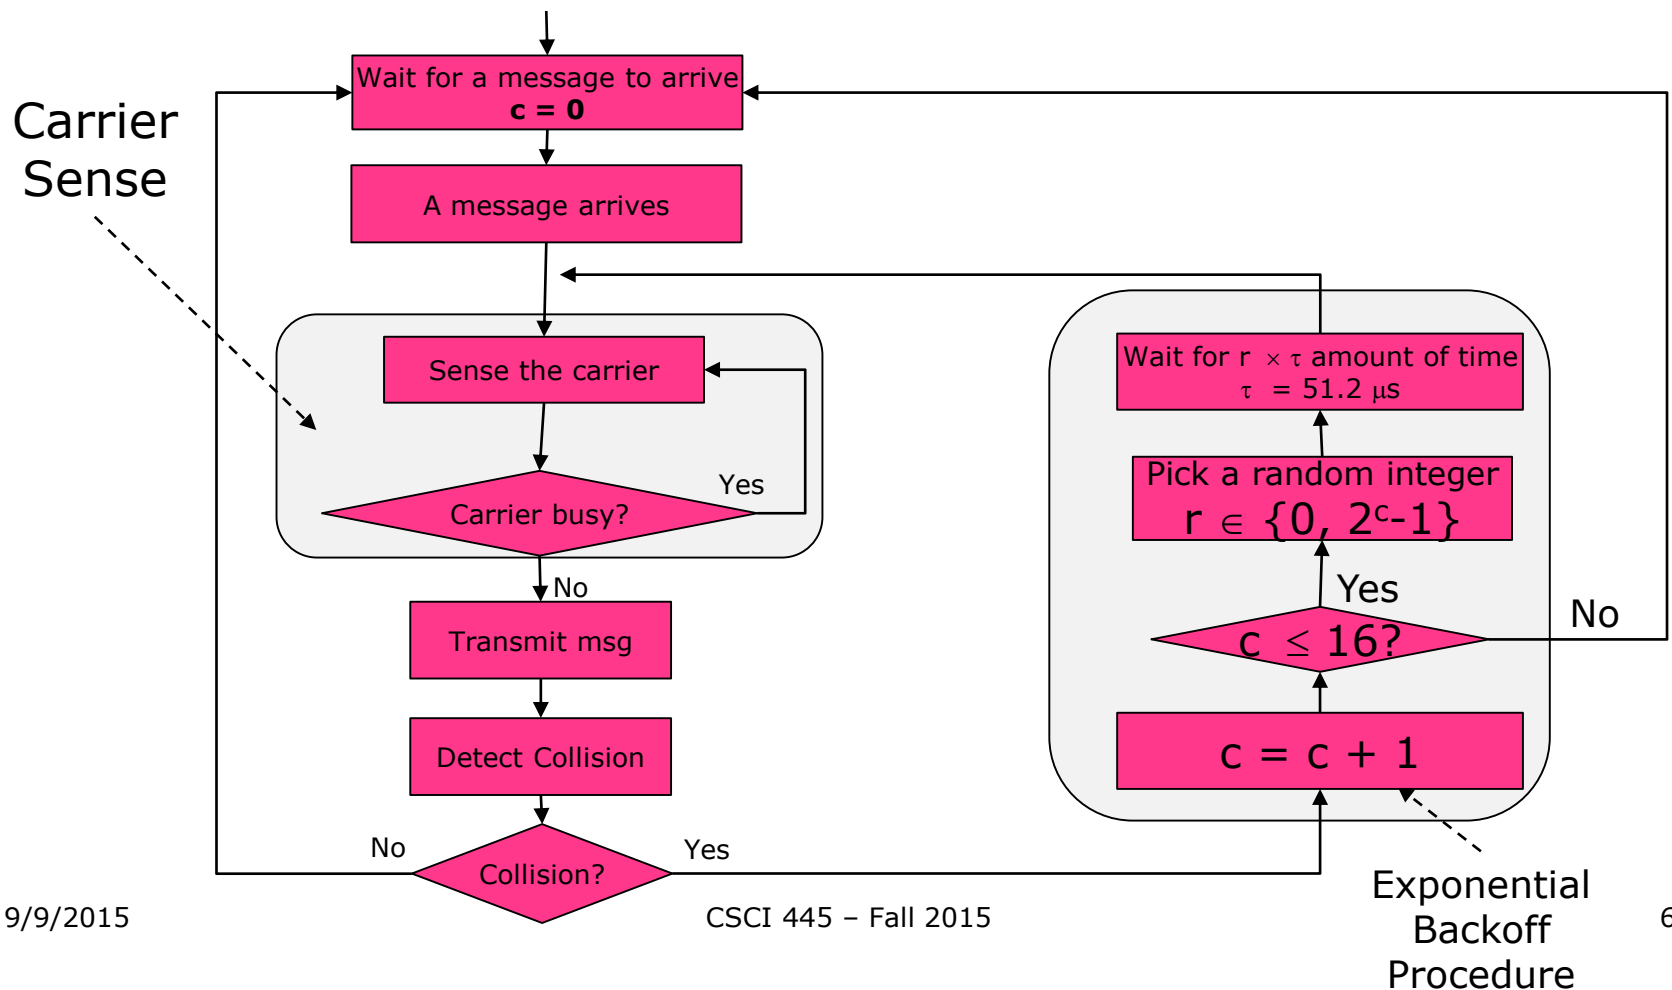 Wait for a message to arrive
c = 0
Carrier
Sense
A message arrives
Sense the carrier
Carrier busy?
Yes
No
Transmit msg
Detect Collision
Collision?
No
Yes
Wait for r × τ amount of time
τ = 51.2 μs
Pick a random integer
r ∈ {0, 2ᶜ-1}
Yes
c ≤ 16?
No
c = c + 1
Exponential
Backoff
Procedure
9/9/2015
CSCI 445 – Fall 2015
6